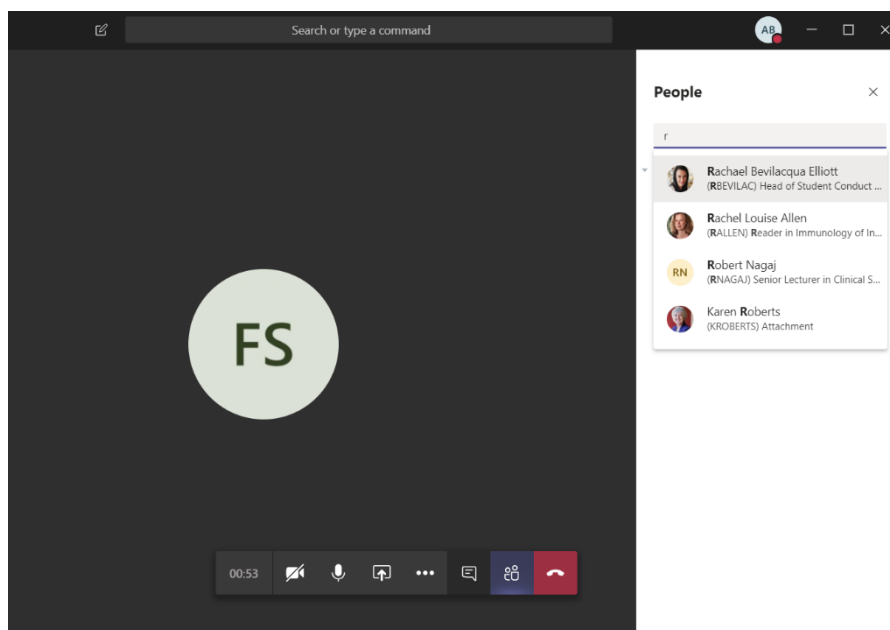 Search or type a command
AB
People
r
Rachael Bevilacqua Elliott
(RBEVILAC) Head of Student Conduct ...
Rachel Louise Allen
(RALLEN) Reader in Immunology of In...
RN
Robert Nagaj
(RNAGAJ) Senior Lecturer in Clinical S...
Karen Roberts
(KROBERTS) Attachment
FS
00:53